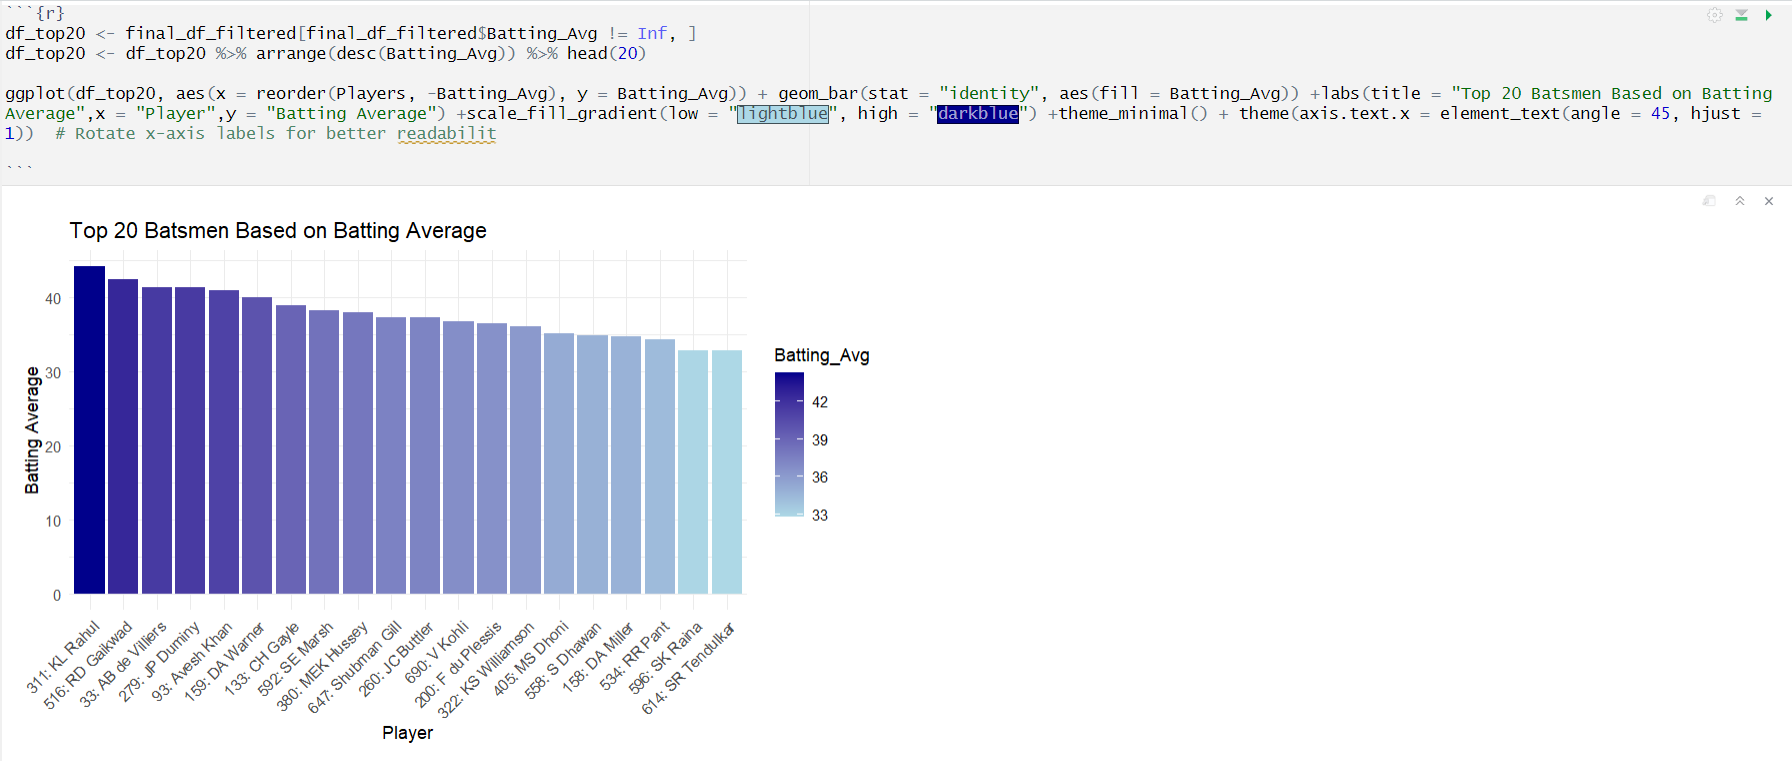 ```{r}
df_top20 <- final_df_filtered[final_df_filtered$Batting_Avg != Inf, ]
df_top20 <- df_top20 %>% arrange(desc(Batting_Avg)) %>% head(20)
ggplot(df_top20, aes(x = reorder(Players, -Batting_Avg), y = Batting_Avg)) + geom_bar(stat = "identity", aes(fill = Batting_Avg)) +labs(title = "Top 20 Batsmen Based on Batting
Average",x = "Player",y = "Batting Average") +scale_fill_gradient(low = "lightblue", high = "darkblue") +theme_minimal() + theme(axis.text.x = element_text(angle = 45, hjust =
1))  # Rotate x-axis labels for better readabilit
```
Top 20 Batsmen Based on Batting Average
Batting Average
40
30
20
10
0
311: KL Rahul
516: RD Gaikwad
33: AB de Villiers
279: JP Duminy
93: Avesh Khan
159: DA Warner
133: CH Gayle
592: SE Marsh
380: MEK Hussey
647: Shubman Gill
260: JC Buttler
690: V Kohli
200: F du Plessis
322: KS Williamson
405: MS Dhoni
558: S Dhawan
158: DA Miller
534: RR Pant
596: SK Raina
614: SR Tendulkar
Player
Batting_Avg
42
39
36
33